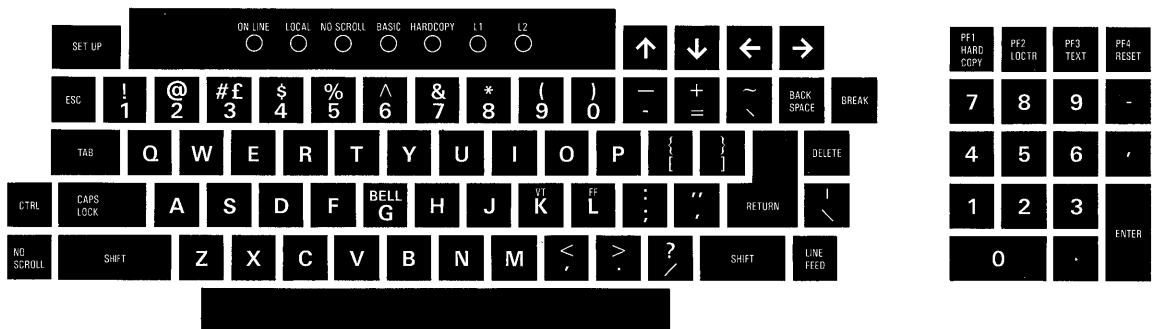 SET UP ON LINE LOCAL NO SCROLL BASIC HARDCOPY L1 L2 ↑ ↓ ← → PF1 HARD COPY PF2 LOCTR PF3 TEXT PF4 RESET
ESC ! 1 @ 2 #£ 3 $ 4 % 5 ^ 6 & 7 * 8 ( 9 ) 0 — - + = ~ \ BACK SPACE BREAK 7 8 9 -
TAB Q W E R T Y U I O P { [ } ] DELETE 4 5 6 ,
CTRL CAPS LOCK A S D F BELL G H J VT K FF L : ; " ' RETURN | \ 1 2 3 ENTER
NO SCROLL SHIFT Z X C V B N M < , > . ? / SHIFT LINE FEED 0 .